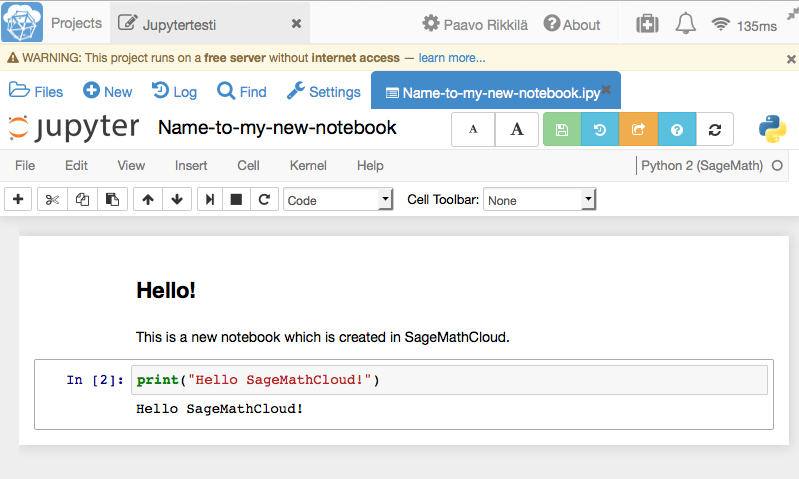 Projects Jupytertesti Paavo Rikkilä About 135ms
WARNING: This project runs on a free server without internet access — learn more...
Files New Log Find Settings Name-to-my-new-notebook.ipy
jupyter Name-to-my-new-notebook A A
File Edit View Insert Cell Kernel Help Python 2 (SageMath)
Code Cell Toolbar: None
Hello!
This is a new notebook which is created in SageMathCloud.
In [2]: print("Hello SageMathCloud!")
Hello SageMathCloud!